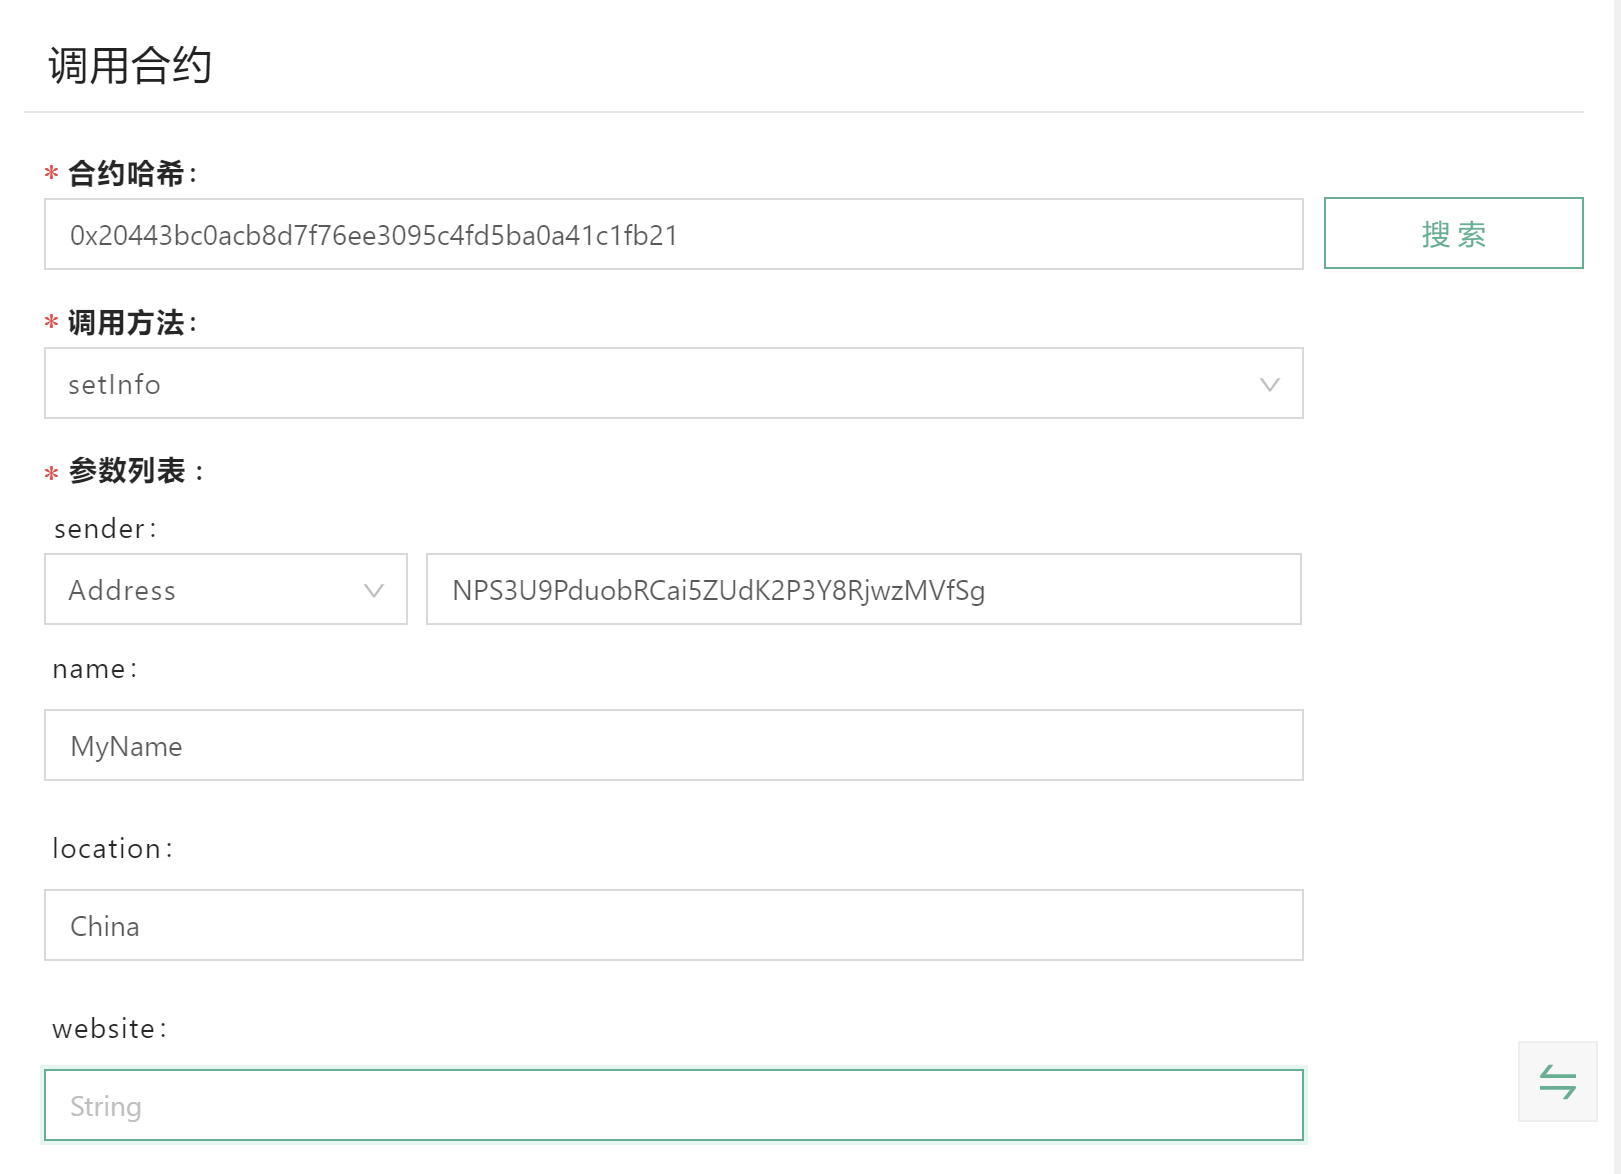 调用合约
* 合约哈希:
0x20443bc0acb8d7f76ee3095c4fd5ba0a41c1fb21
搜索
* 调用方法:
setInfo
* 参数列表 :
sender:
Address NPS3U9PduobRCai5ZUdK2P3Y8RjwzMVfSg
name:
MyName
location:
China
website:
String